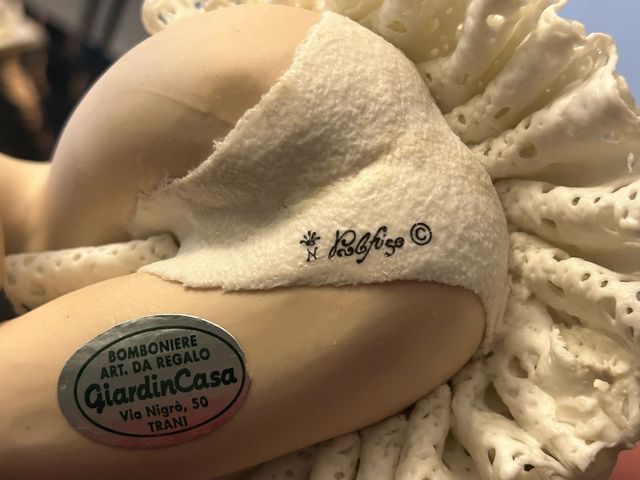 N ©
BOMBONIERE
ART. DA REGALO
GiardinCasa
Via Nigrò, 50
TRANI